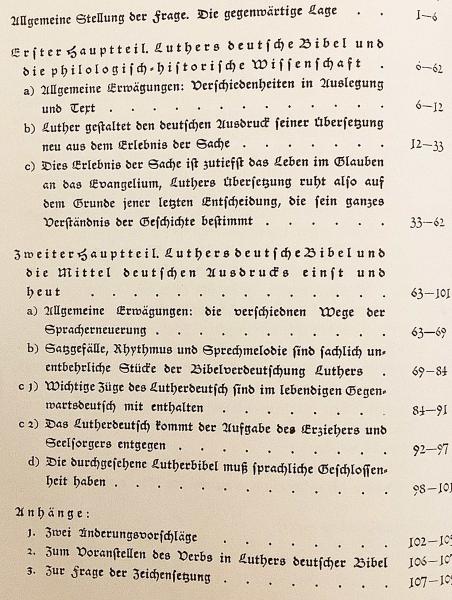 Allgemeine Stellung der Frage. Die gegenwärtige Lage . . 1—6
Erster Hauptteil. Luthers deutsche Bibel und
die philologisch-historische Wissenschaft . 6—62
a) Allgemeine Erwägungen: Verschiedenheiten in Auslegung
und Text . . . . . . . . . . . 6—12
b) Luther gestaltet den deutschen Ausdruck seiner Übersetzung
neu aus dem Erlebnis der Sache . . . . . . 12—33
c) Dies Erlebnis der Sache ist zutiefst das Leben im Glauben
an das Evangelium, Luthers Übersetzung ruht also auf
dem Grunde jener letzten Entscheidung, die sein ganzes
Verständnis der Geschichte bestimmt . . . . . 33—62
Zweiter Hauptteil. Luthers deutsche Bibel und
die Mittel deutschen Ausdrucks einst und
heut . . . . . . . . . . . . 63—101
a) Allgemeine Erwägungen: die verschiednen Wege der
Spracherneuerung . . . . . . . . . 63—69
b) Satzgefälle, Rhythmus und Sprechmelodie sind sachlich un-
entbehrliche Stücke der Bibelverdeutschung Luthers . 69—84
c 1) Wichtige Züge des Lutherdeutsch sind im lebendigen Gegen-
wartsdeutsch mit enthalten . . . . . . . 84—91
c 2) Das Lutherdeutsch kommt der Aufgabe des Erziehers und
Seelsorgers entgegen . . . . . . . . 92—97
d) Die durchgesehene Lutherbibel muß sprachliche Geschlossen-
heit haben . . . . . . . . . . . 98—101
Anhänge:
1. Zwei Änderungsvorschläge . . . . . . . 102—105
2. Zum Voranstellen des Verbs in Luthers deutscher Bibel 106—107
3. Zur Frage der Zeichensetzung . . . . . . 107—109